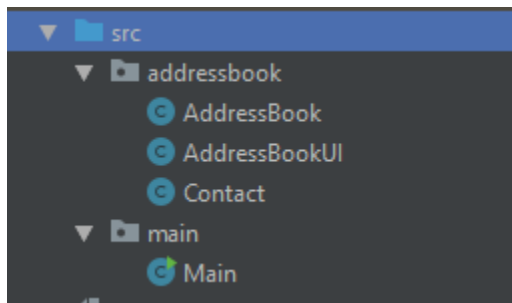 src
addressbook
AddressBook
AddressBookUI
Contact
main
Main